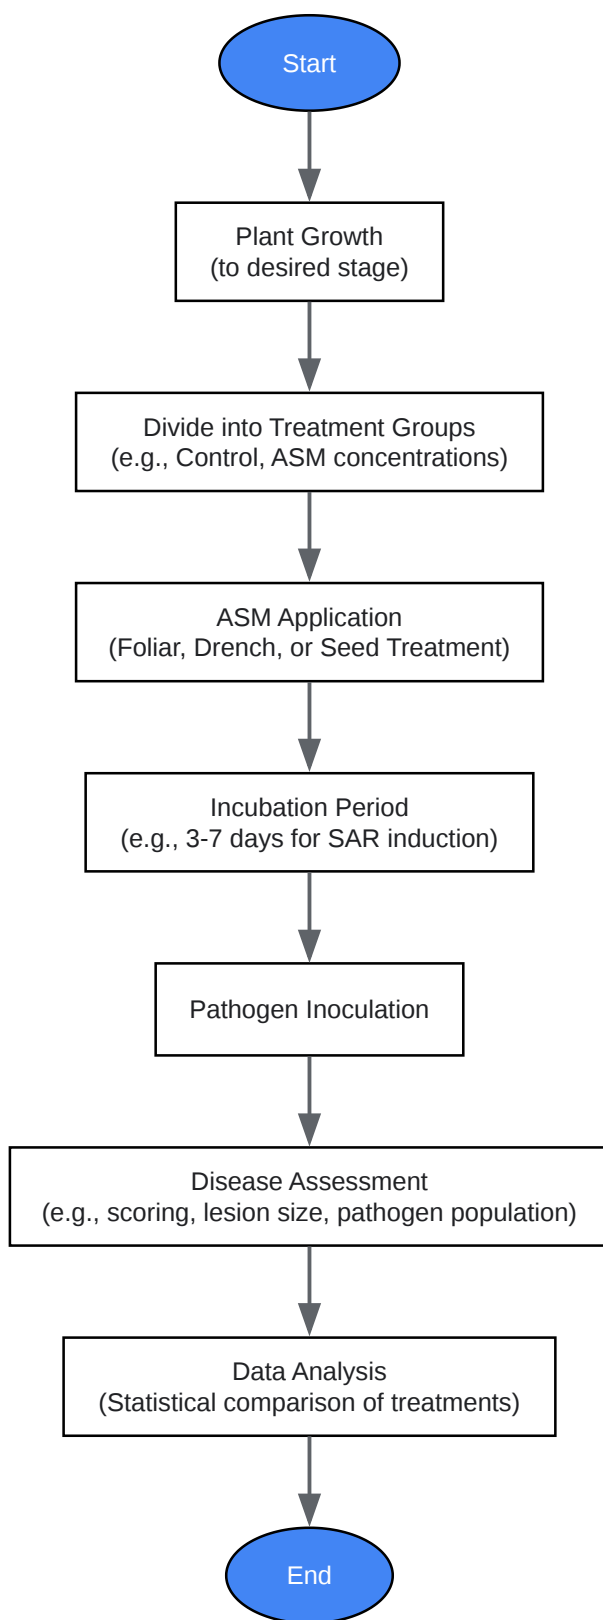 Start
Plant Growth
(to desired stage)
Divide into Treatment Groups
(e.g., Control, ASM concentrations)
ASM Application
(Foliar, Drench, or Seed Treatment)
Incubation Period
(e.g., 3-7 days for SAR induction)
Pathogen Inoculation
Disease Assessment
(e.g., scoring, lesion size, pathogen population)
Data Analysis
(Statistical comparison of treatments)
End